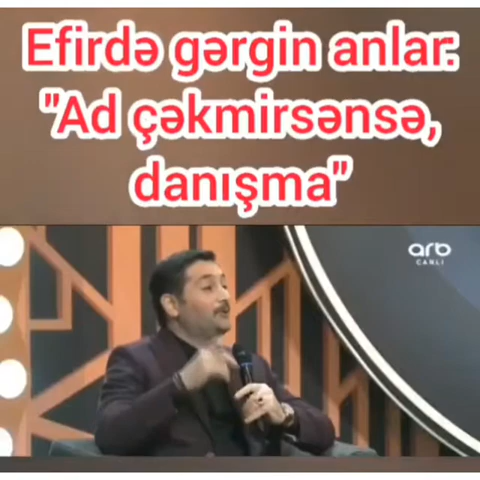 Efirdə gərgin anlar:
"Ad çəkmirsənsə,
danışma"
arb
CANLI